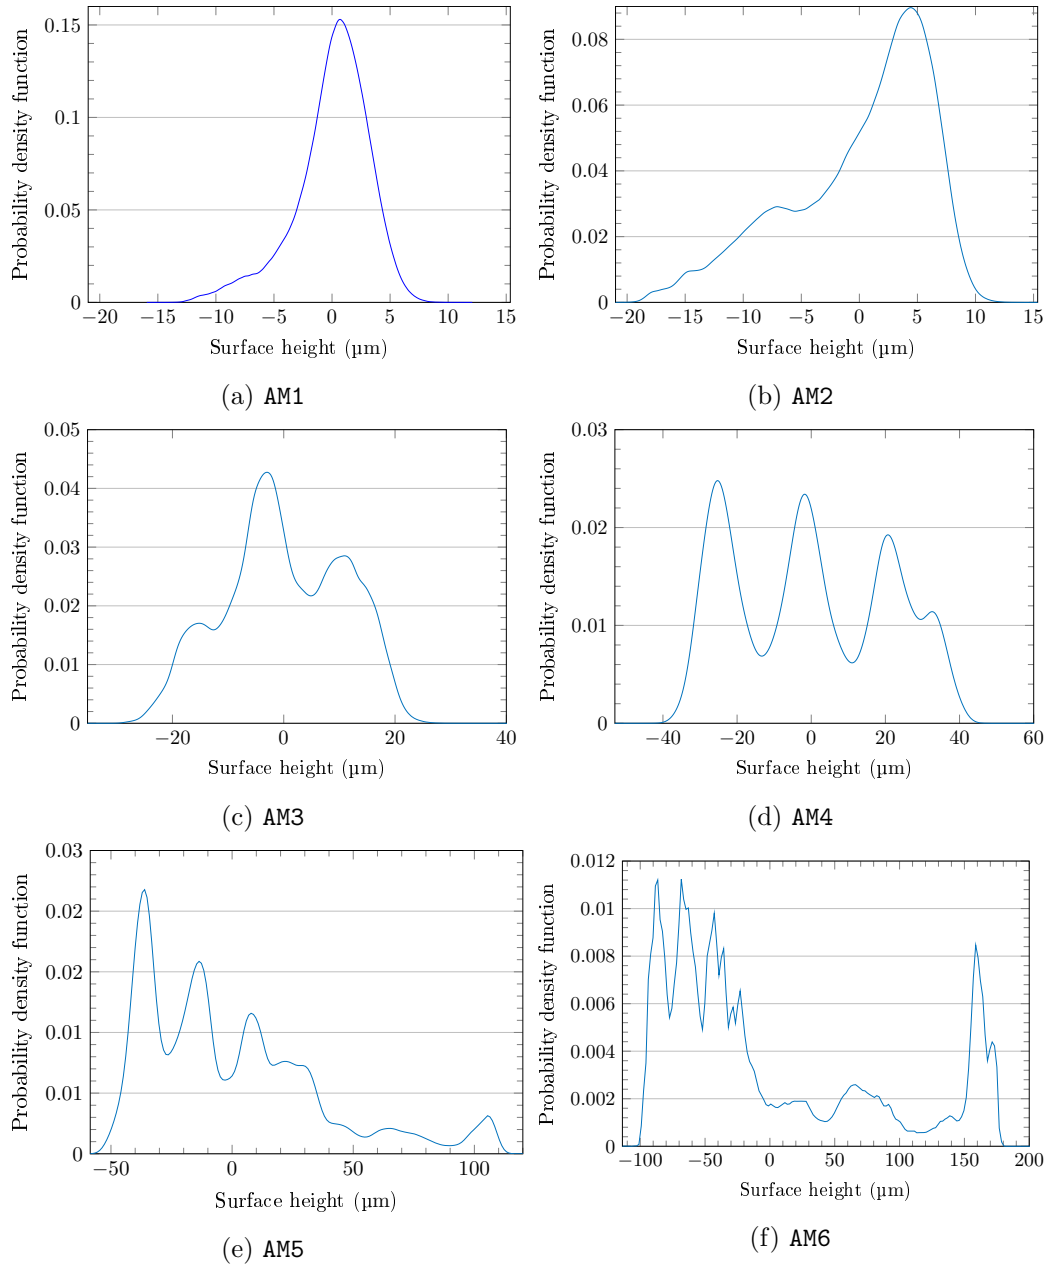 0.15
0.1
0.05
0
−20 −15 −10 −5 0 5 10 15
Probability density function
Surface height (µm)
(a) AM1
0.08
0.06
0.04
0.02
0
−20 −15 −10 −5 0 5 10 15
Probability density function
Surface height (µm)
(b) AM2
0.05
0.04
0.03
0.02
0.01
0
−20 0 20 40
Probability density function
Surface height (µm)
(c) AM3
0.03
0.02
0.01
0
−40 −20 0 20 40 60
Probability density function
Surface height (µm)
(d) AM4
0.03
0.02
0.02
0.01
0.01
0
−50 0 50 100
Probability density function
Surface height (µm)
(e) AM5
0.012
0.01
0.008
0.006
0.004
0.002
0
−100 −50 0 50 100 150 200
Probability density function
Surface height (µm)
(f) AM6